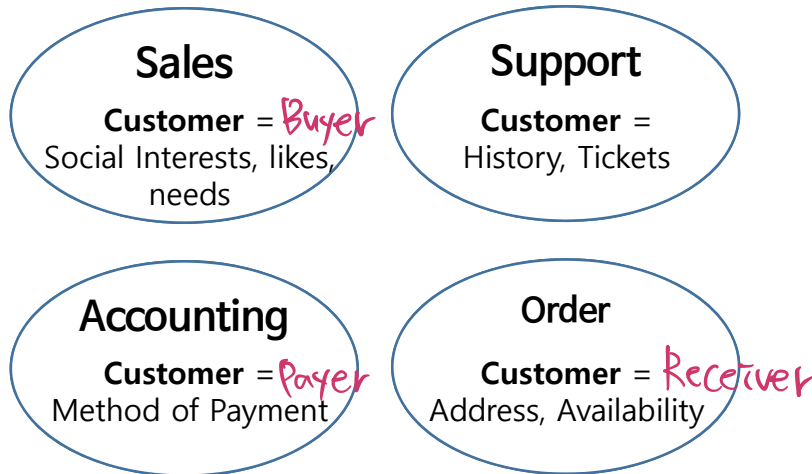 Sales
Customer = Buyer
Social Interests, likes,
needs
Support
Customer =
History, Tickets
Accounting
Customer = Payer
Method of Payment
Order
Customer = Receiver
Address, Availability